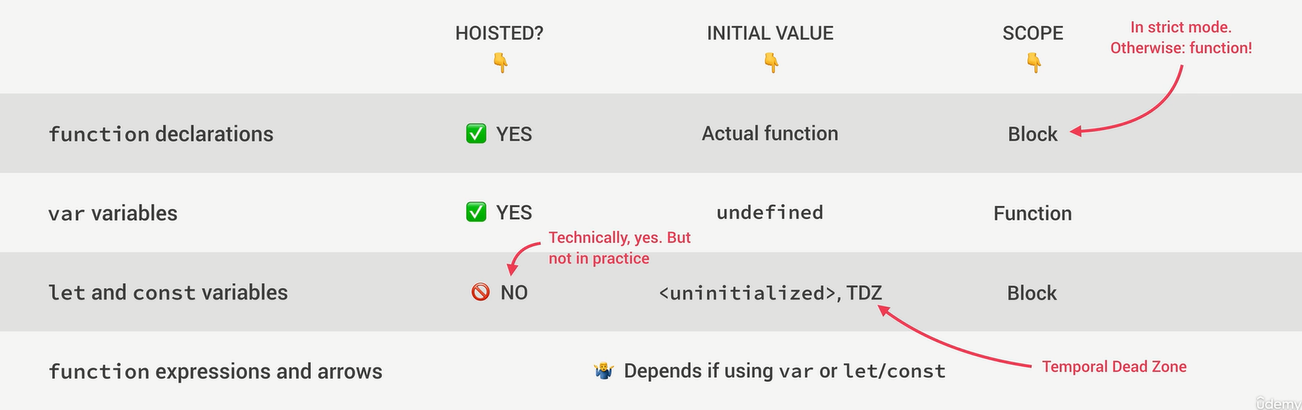 HOISTED?
INITIAL VALUE
SCOPE
In strict mode.
Otherwise: function!
function declarations
YES
Actual function
Block
var variables
YES
undefined
Function
Technically, yes. But
not in practice
let and const variables
NO
<uninitialized>, TDZ
Block
Temporal Dead Zone
function expressions and arrows
Depends if using var or let/const
ûdemy